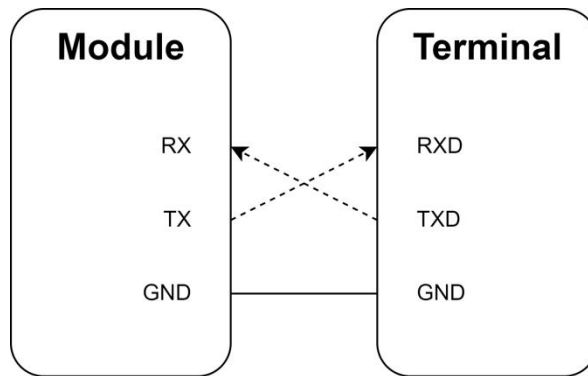 Module
Terminal
RX
RXD
TX
TXD
GND
GND